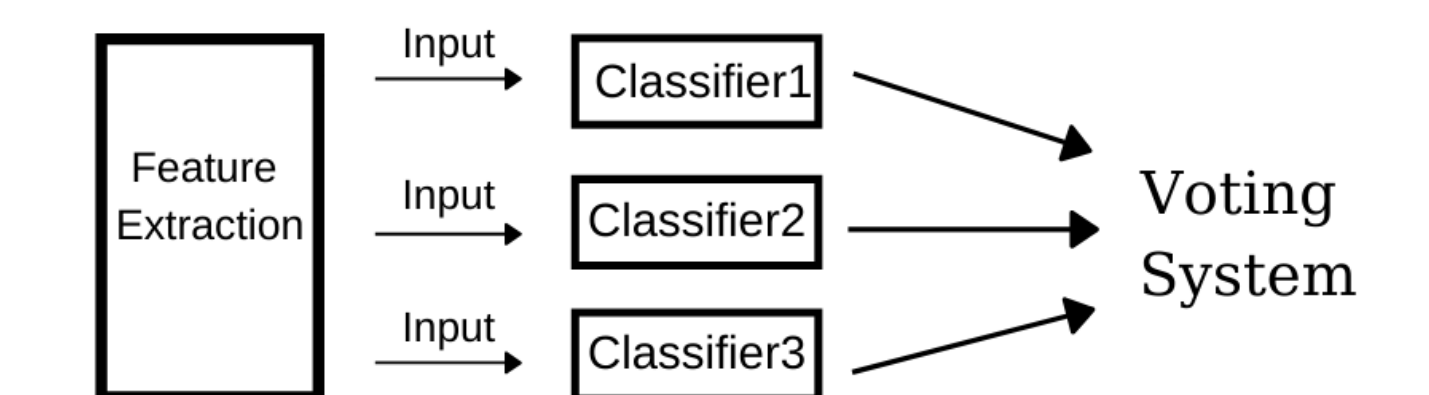 Input
Classifier1
Feature
Extraction
Input
Classifier2
Voting
System
Input
Classifier3